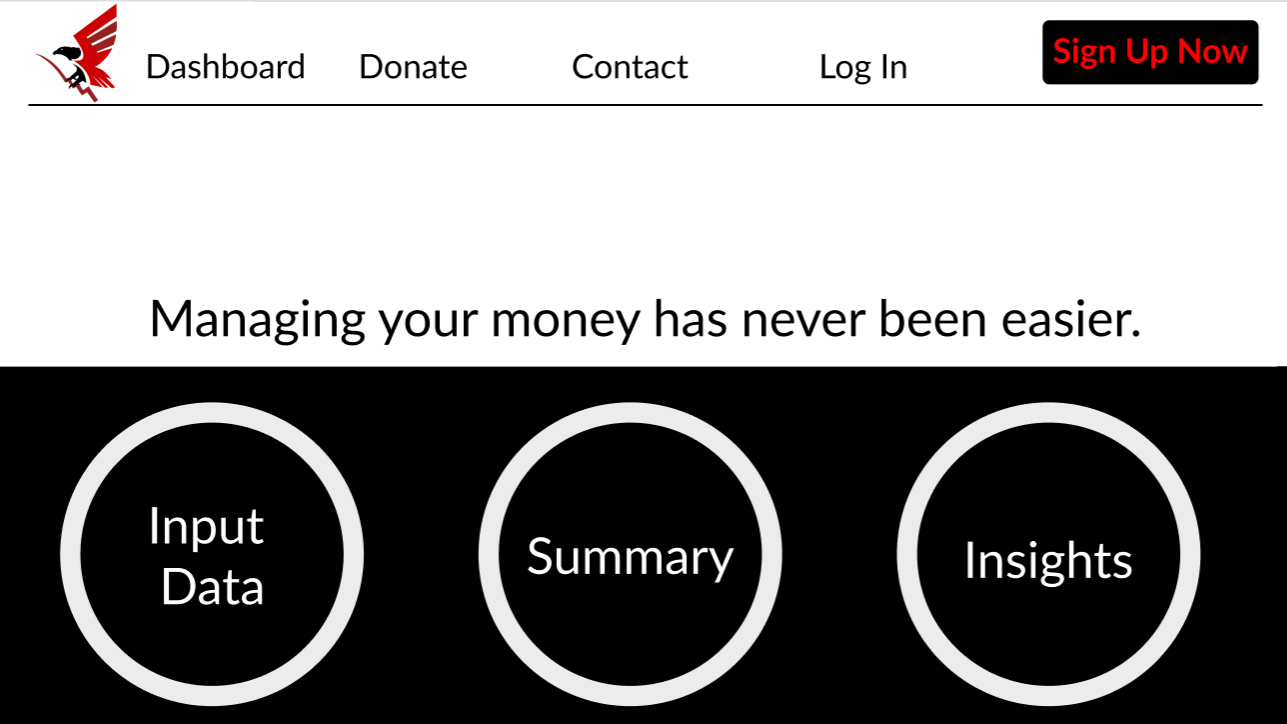 Dashboard Donate Contact Log In Sign Up Now
Managing your money has never been easier.
Input
Data
Summary
Insights